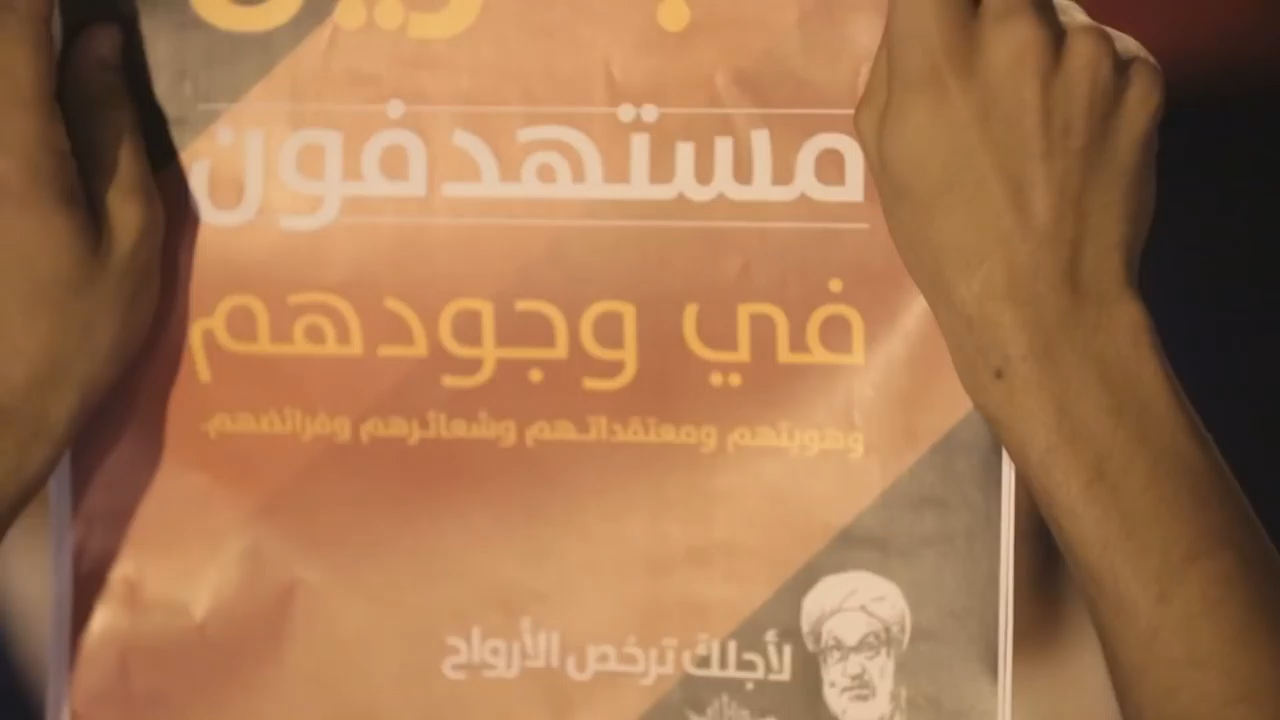 مستهدفون
في وجودهم
وهويتهم ومعتقداتهم وشعائرهم وفرائضهم
لأجلك ترخص الأرواح